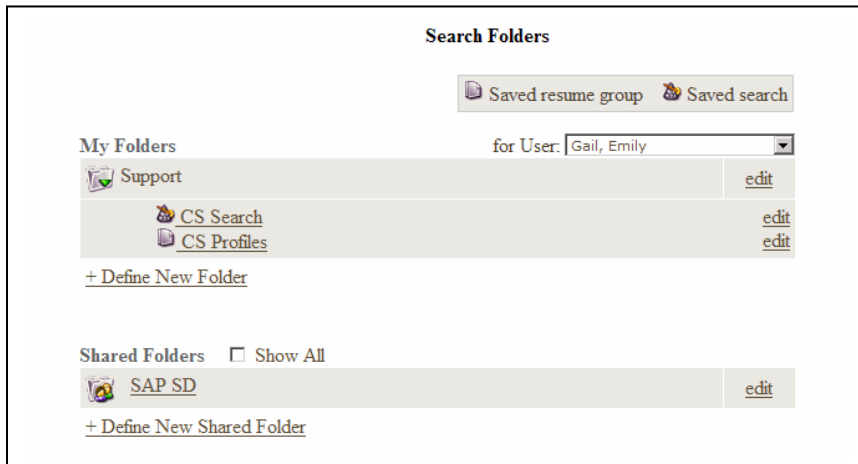 Search Folders
Saved resume group Saved search
My Folders for User: Gail, Emily
Support edit
CS Search edit
CS Profiles edit
+ Define New Folder
Shared Folders Show All
SAP SD edit
+ Define New Shared Folder